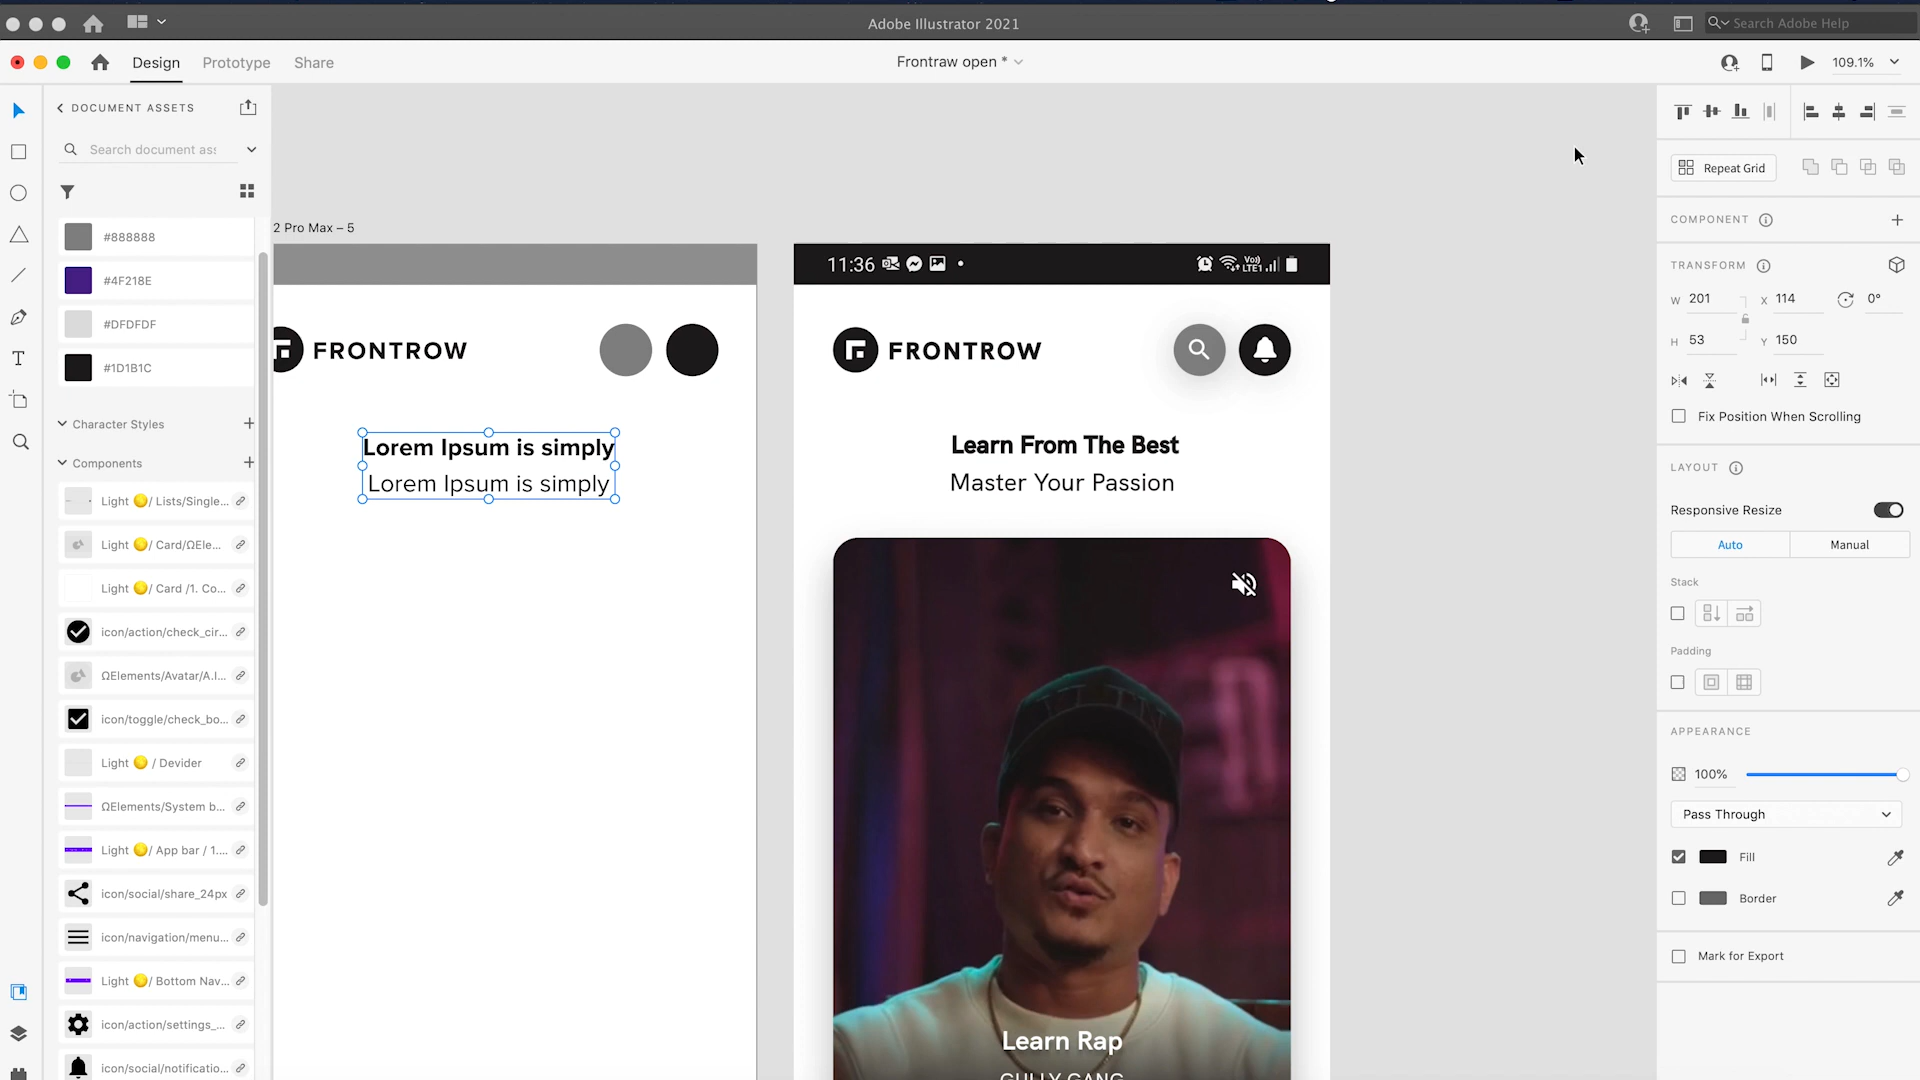 Adobe Illustrator 2021
Search Adobe Help
Design
Prototype
Share
Frontraw open *
109.1%
DOCUMENT ASSETS
Search document ass
#888888
#4F218E
#DFDFDF
#1D1B1C
Character Styles
Components
Light 🟡/ Lists/Single...
Light 🟡/ Card/ΩEle...
Light 🟡/ Card /1. Co...
icon/action/check_cir...
ΩElements/Avatar/A.I...
icon/toggle/check_bo...
Light 🟡 / Devider
ΩElements/System b...
Light 🟡/ App bar / 1....
icon/social/share_24px
icon/navigation/menu...
Light 🟡/ Bottom Nav...
icon/action/settings_...
icon/social/notificatio...
2 Pro Max – 5
FRONTROW
Lorem Ipsum is simply
Lorem Ipsum is simply
11:36
Vo))
LTE1
FRONTROW
Learn From The Best
Master Your Passion
Learn Rap
GULLY GANG
Repeat Grid
COMPONENT
TRANSFORM
W 201 X 114 0°
H 53 Y 150
Fix Position When Scrolling
LAYOUT
Responsive Resize
Auto
Manual
Stack
Padding
APPEARANCE
100%
Pass Through
Fill
Border
Mark for Export